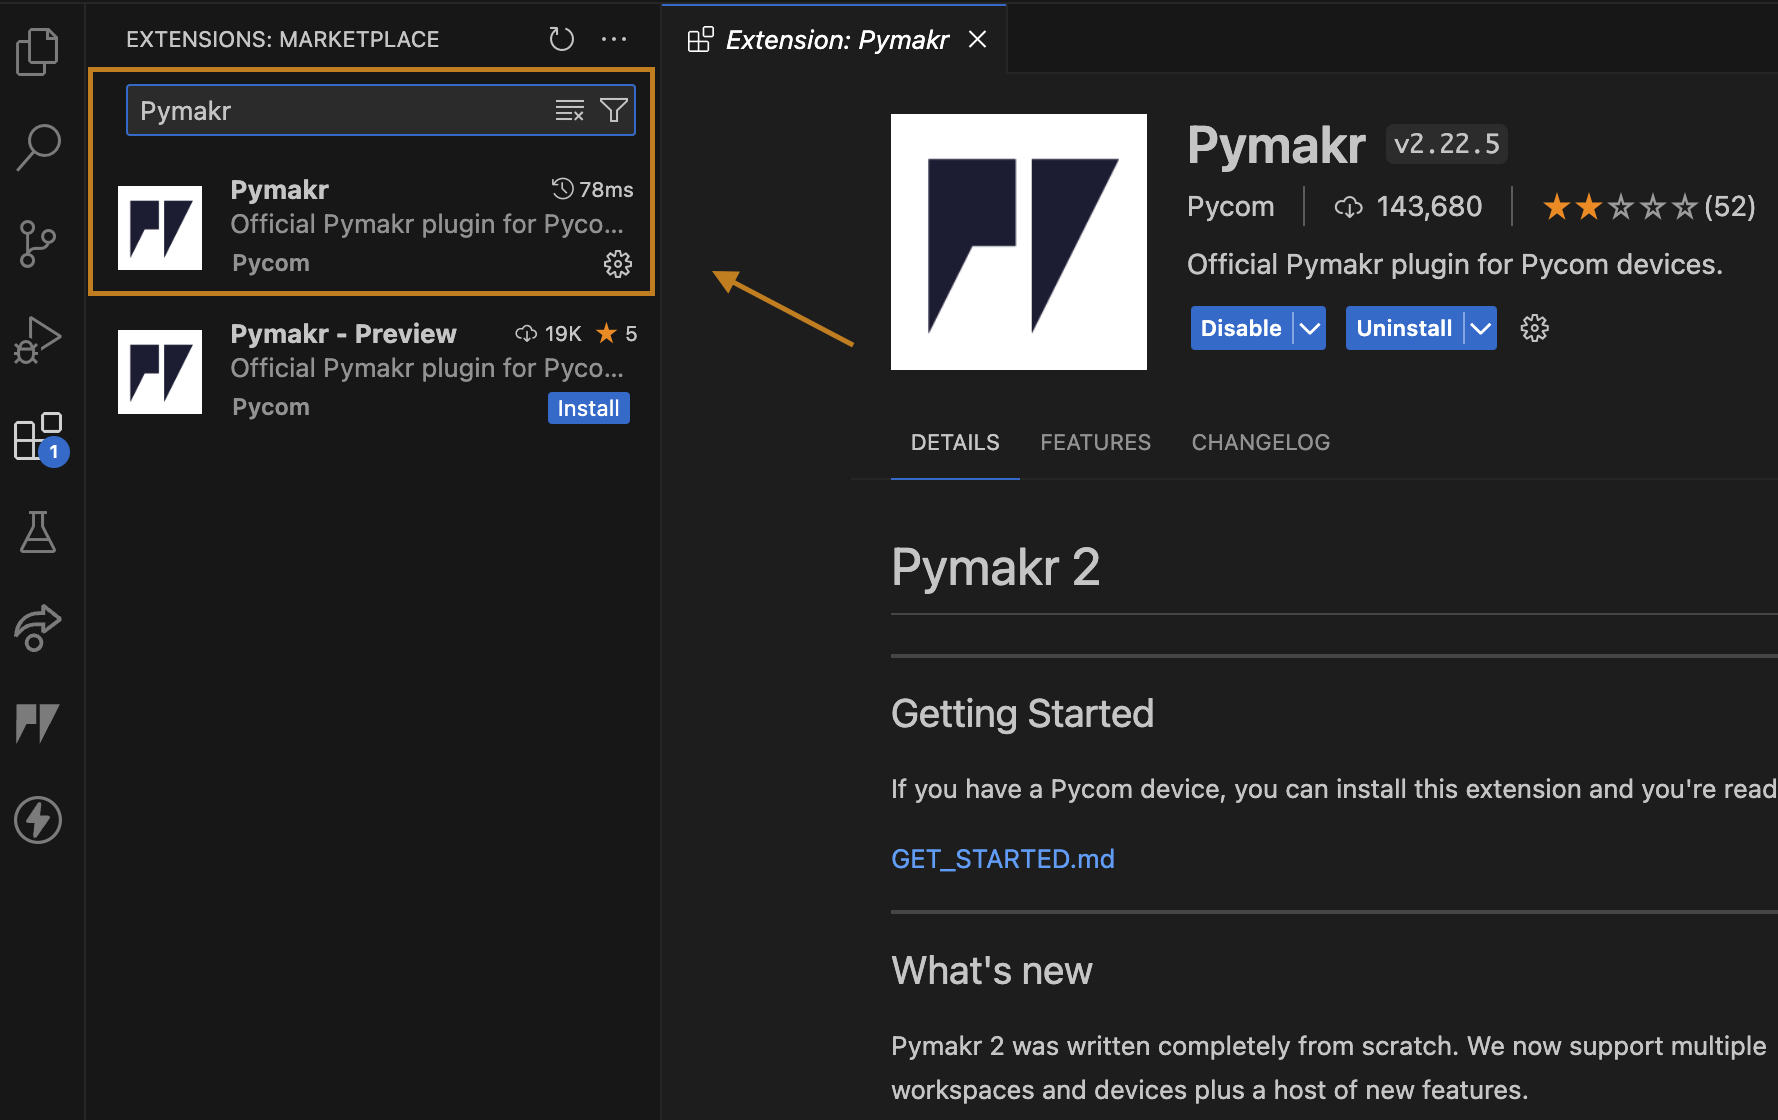 EXTENSIONS: MARKETPLACE
Pymakr
Pymakr 78ms
Official Pymakr plugin for Pyco...
Pycom
Pymakr - Preview 19K 5
Official Pymakr plugin for Pyco...
Pycom
Install
1
Extension: Pymakr
Pymakr v2.22.5
Pycom 143,680 (52)
Official Pymakr plugin for Pycom devices.
Disable Uninstall
DETAILS FEATURES CHANGELOG
Pymakr 2
Getting Started
If you have a Pycom device, you can install this extension and you're read
GET_STARTED.md
What's new
Pymakr 2 was written completely from scratch. We now support multiple
workspaces and devices plus a host of new features.